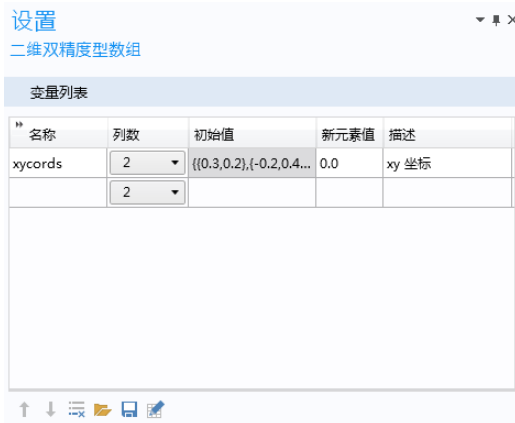 设置
二维双精度型数组
变量列表
名称 列数 初始值 新元素值 描述
xycords 2 {{0.3,0.2},{-0.2,0.4... 0.0 xy 坐标
2